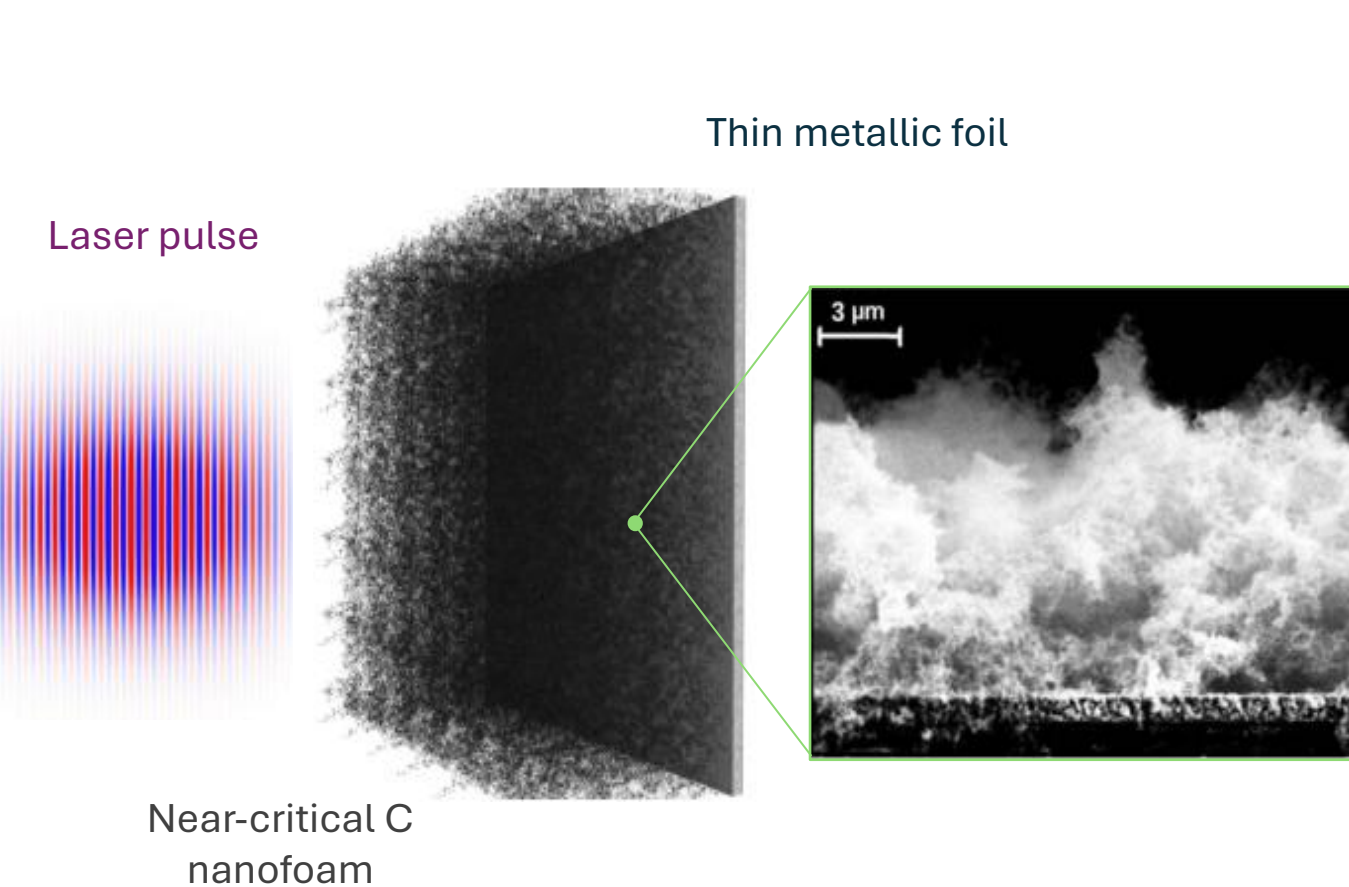 Thin metallic foil
Laser pulse
3 μm
Near-critical C
nanofoam